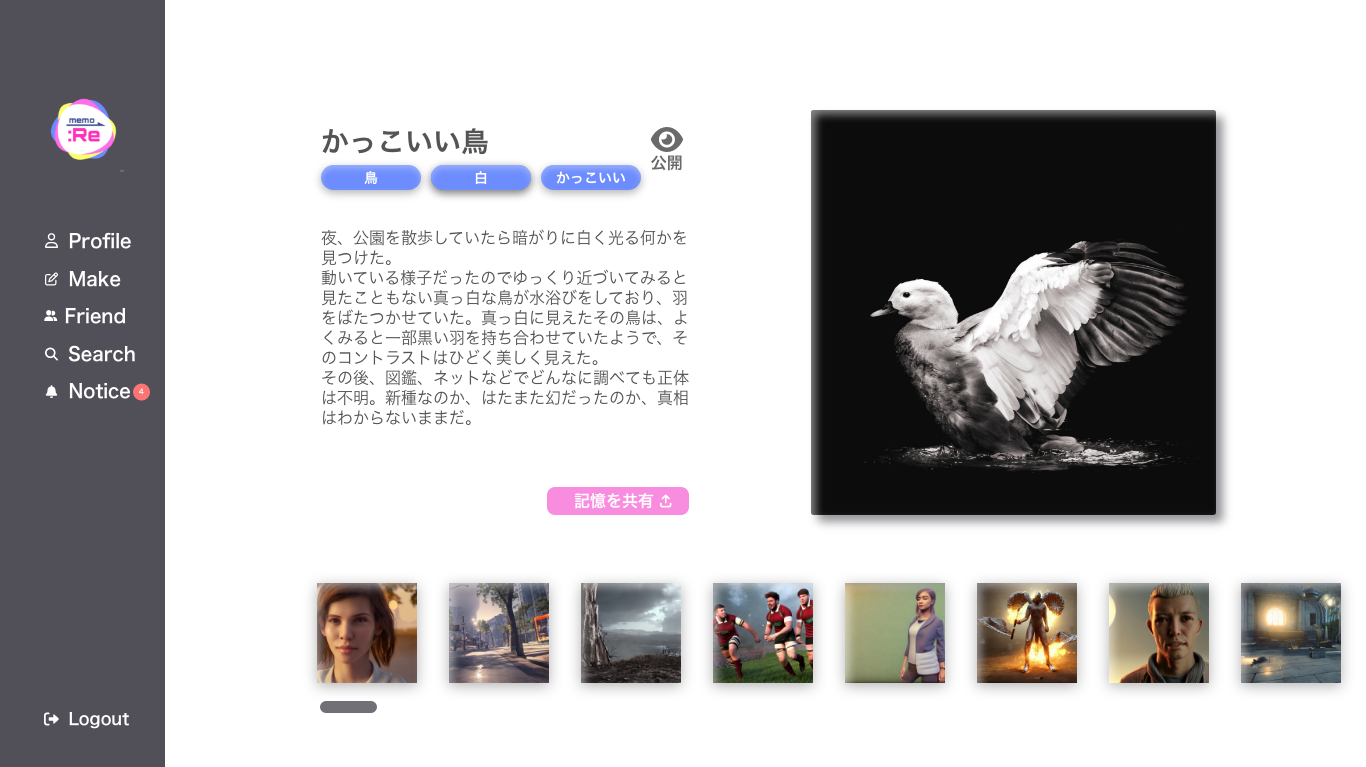 memo
:Re
Profile
Make
Friend
Search
Notice 4
Logout
かっこいい鳥
公開
鳥 白 かっこいい
夜、公園を散歩していたら暗がりに白く光る何かを
見つけた。
動いている様子だったのでゆっくり近づいてみると
見たこともない真っ白な鳥が水浴びをしており、羽
をばたつかせていた。真っ白に見えたその鳥は、よ
くみると一部黒い羽を持ち合わせていたようで、そ
のコントラストはひどく美しく見えた。
その後、図鑑、ネットなどでどんなに調べても正体
は不明。新種なのか、はたまた幻だったのか、真相
はわからないままだ。
記憶を共有